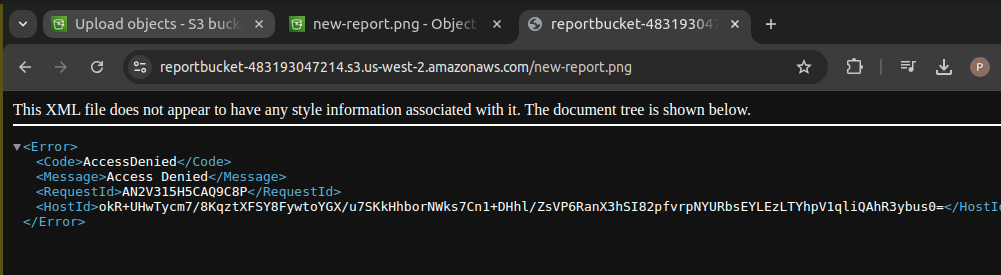 Upload objects - S3 buck
new-report.png - Object
reportbucket-483193047
reportbucket-483193047214.s3.us-west-2.amazonaws.com/new-report.png
P
This XML file does not appear to have any style information associated with it. The document tree is shown below.
▼<Error>
<Code>AccessDenied</Code>
<Message>Access Denied</Message>
<RequestId>AN2V315H5CAQ9C8P</RequestId>
<HostId>okR+UHwTycm7/8KqztXFSY8FywtoYGX/u7SKkHhborNWks7Cn1+DHhl/ZsVP6RanX3hSI82pfvrpNYURbsEYLEzLTYhpV1qliQAhR3ybus0=</HostId
</Error>